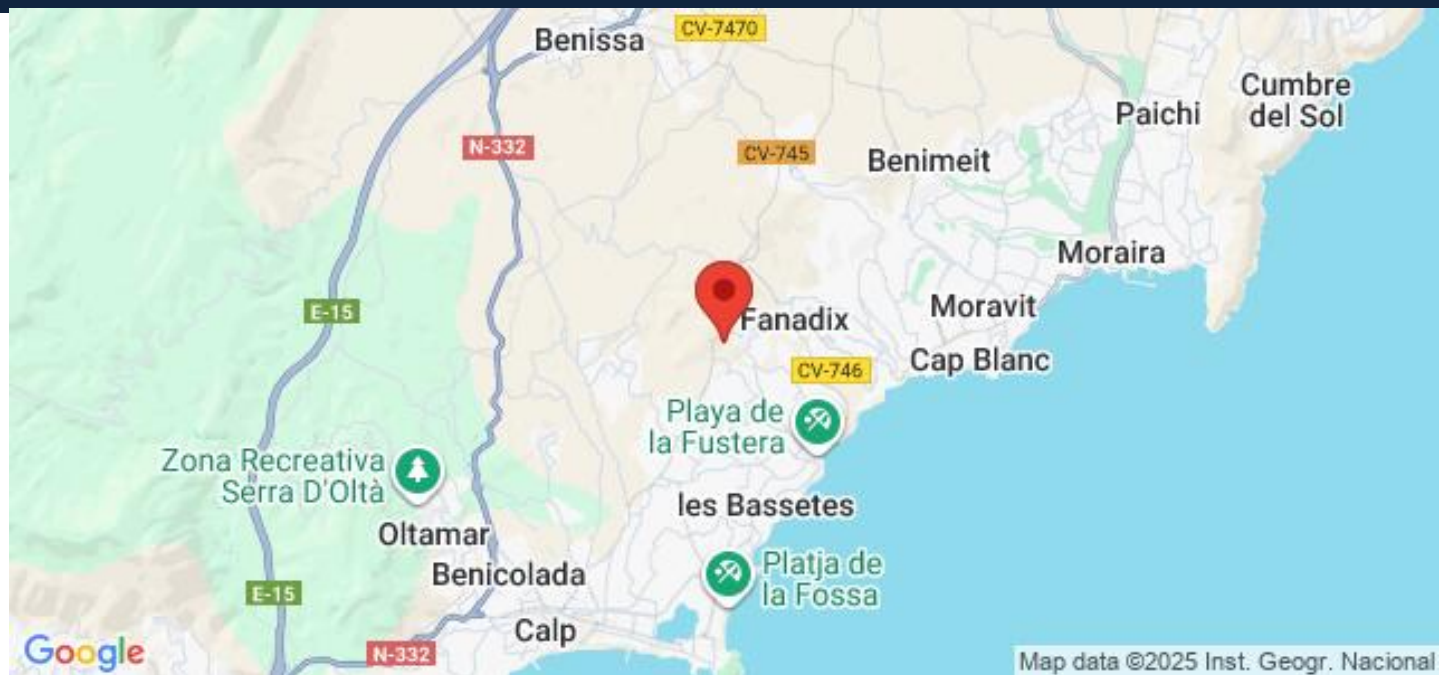 Benissa
CV-7470
Cumbre
del Sol
Paichi
N-332
CV-745
Benimeit
Moraira
E-15
Fanadix
Moravit
Cap Blanc
CV-746
Playa de
la Fustera
Zona Recreativa
Serra D'Oltà
les Bassetes
Oltamar
Benicolada
Platja de
la Fossa
E-15
Calp
N-332
Google
Map data ©2025 Inst. Geogr. Nacional